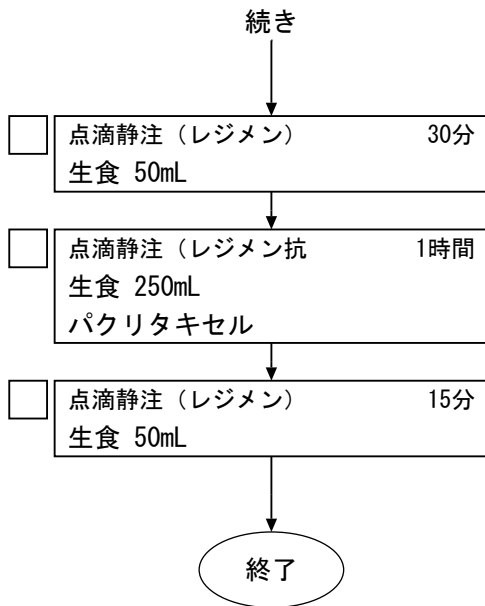 続き
点滴静注（レジメン） 30分
生食 50mL
点滴静注（レジメン抗 1時間
生食 250mL
パクリタキセル
点滴静注（レジメン） 15分
生食 50mL
終了